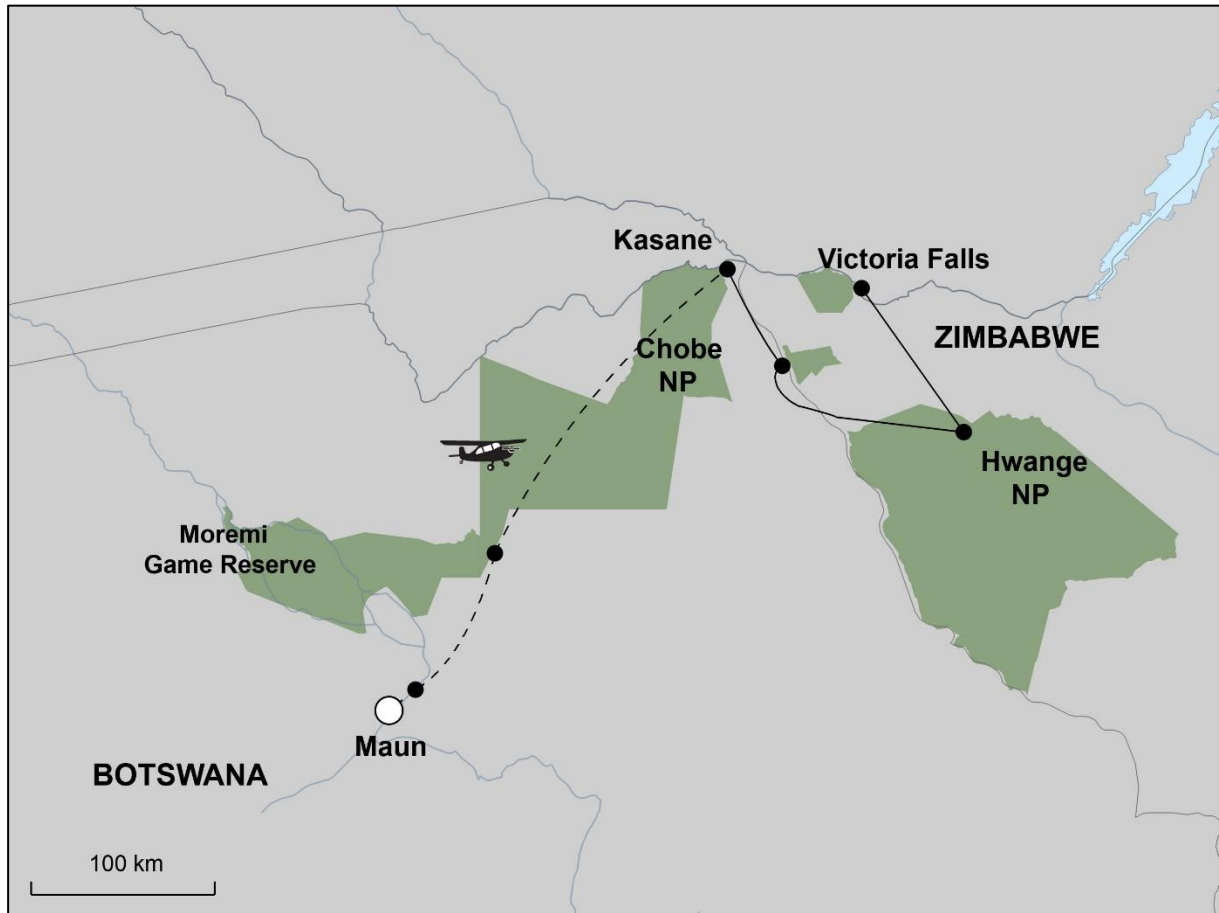 Kasane
Victoria Falls
ZIMBABWE
Chobe
NP
Hwange
NP
Moremi
Game Reserve
Maun
BOTSWANA
100 km